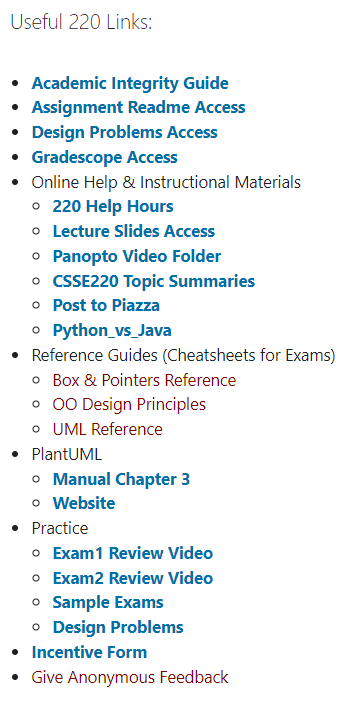 Useful 220 Links:
Academic Integrity Guide
Assignment Readme Access
Design Problems Access
Gradescope Access
Online Help & Instructional Materials
220 Help Hours
Lecture Slides Access
Panopto Video Folder
CSSE220 Topic Summaries
Post to Piazza
Python_vs_Java
Reference Guides (Cheatsheets for Exams)
Box & Pointers Reference
OO Design Principles
UML Reference
PlantUML
Manual Chapter 3
Website
Practice
Exam1 Review Video
Exam2 Review Video
Sample Exams
Design Problems
Incentive Form
Give Anonymous Feedback